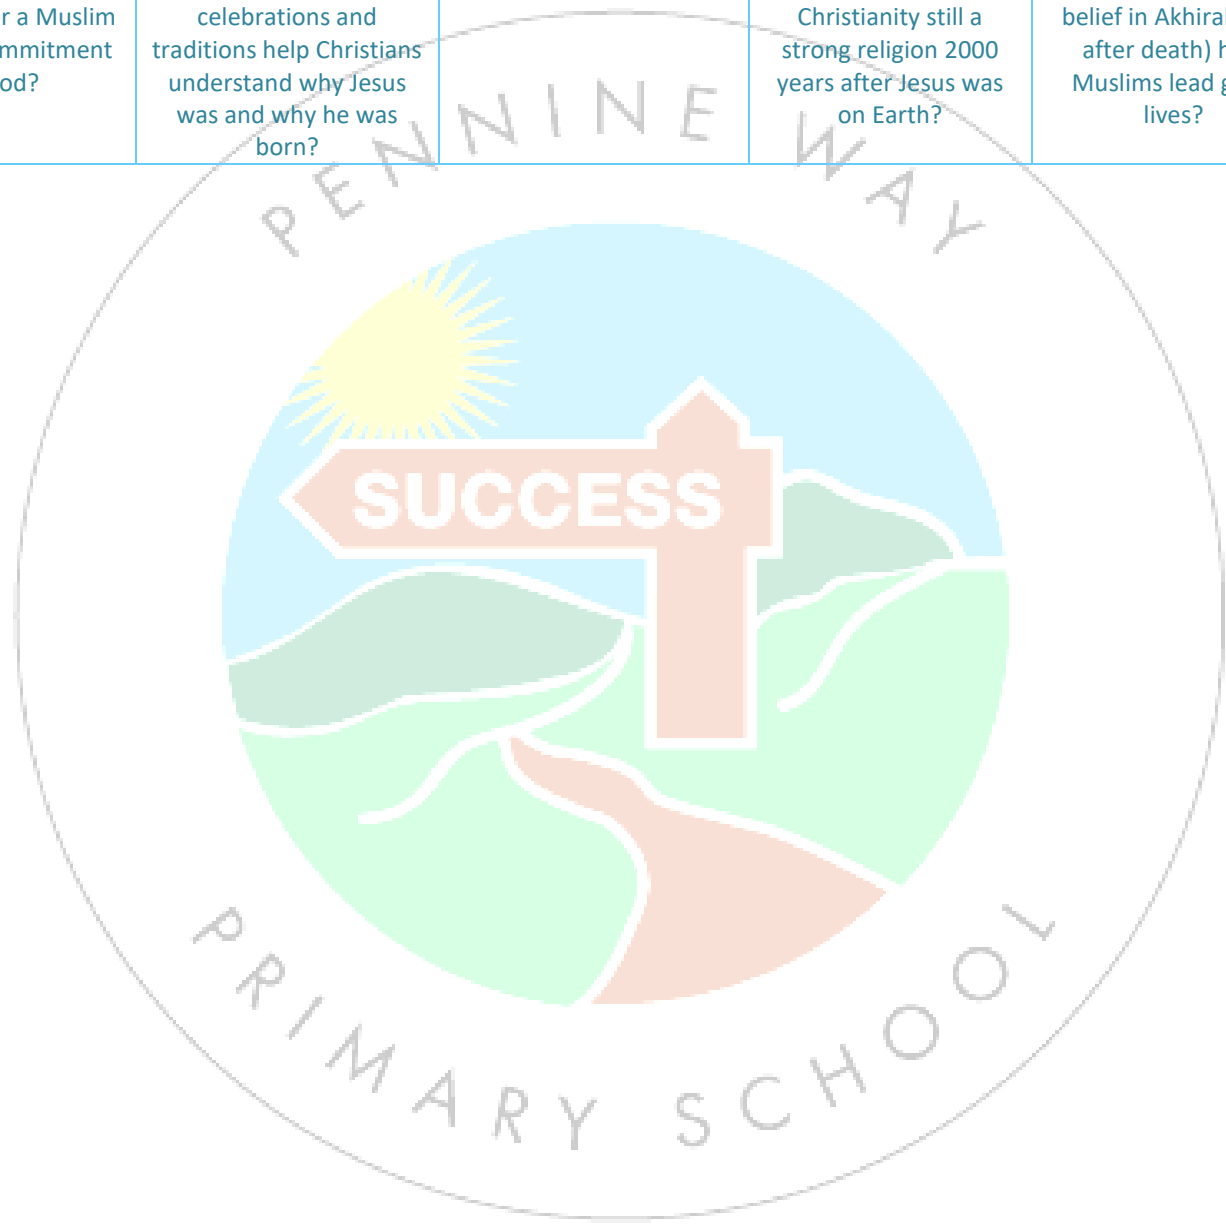 r a Muslim
mmitment
od?
celebrations and
traditions help Christians
understand why Jesus
was and why he was
born?
Christianity still a
strong religion 2000
years after Jesus was
on Earth?
belief in Akhirah
after death) h
Muslims lead g
lives?
PENNINE WAY
SUCCESS
PRIMARY SCHOOL